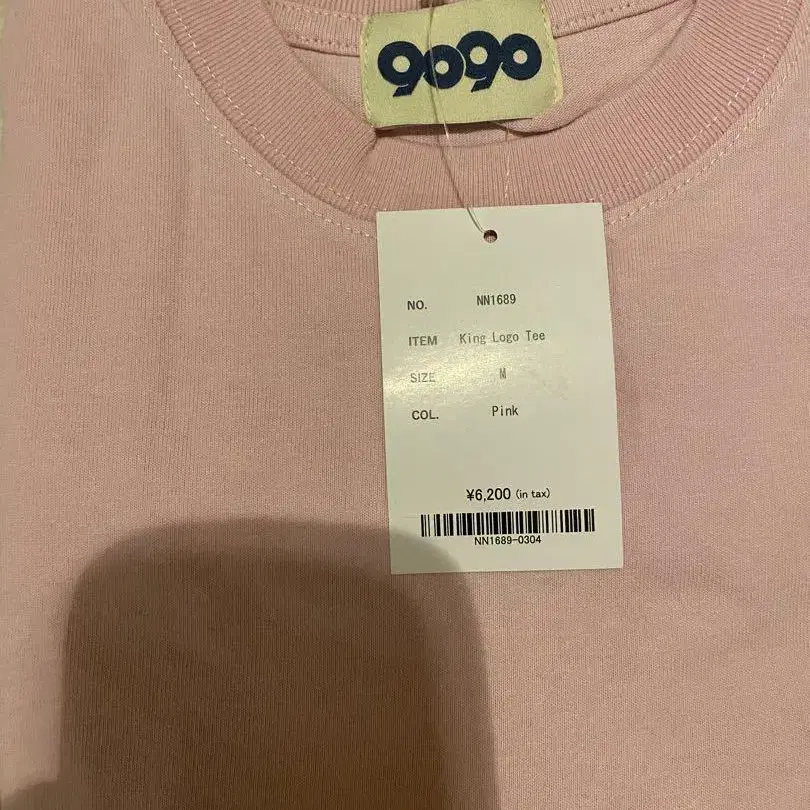 9090
NO. NN1689
ITEM King Logo Tee
SIZE M
COL. Pink
¥6,200 (in tax)
NN1689-0304